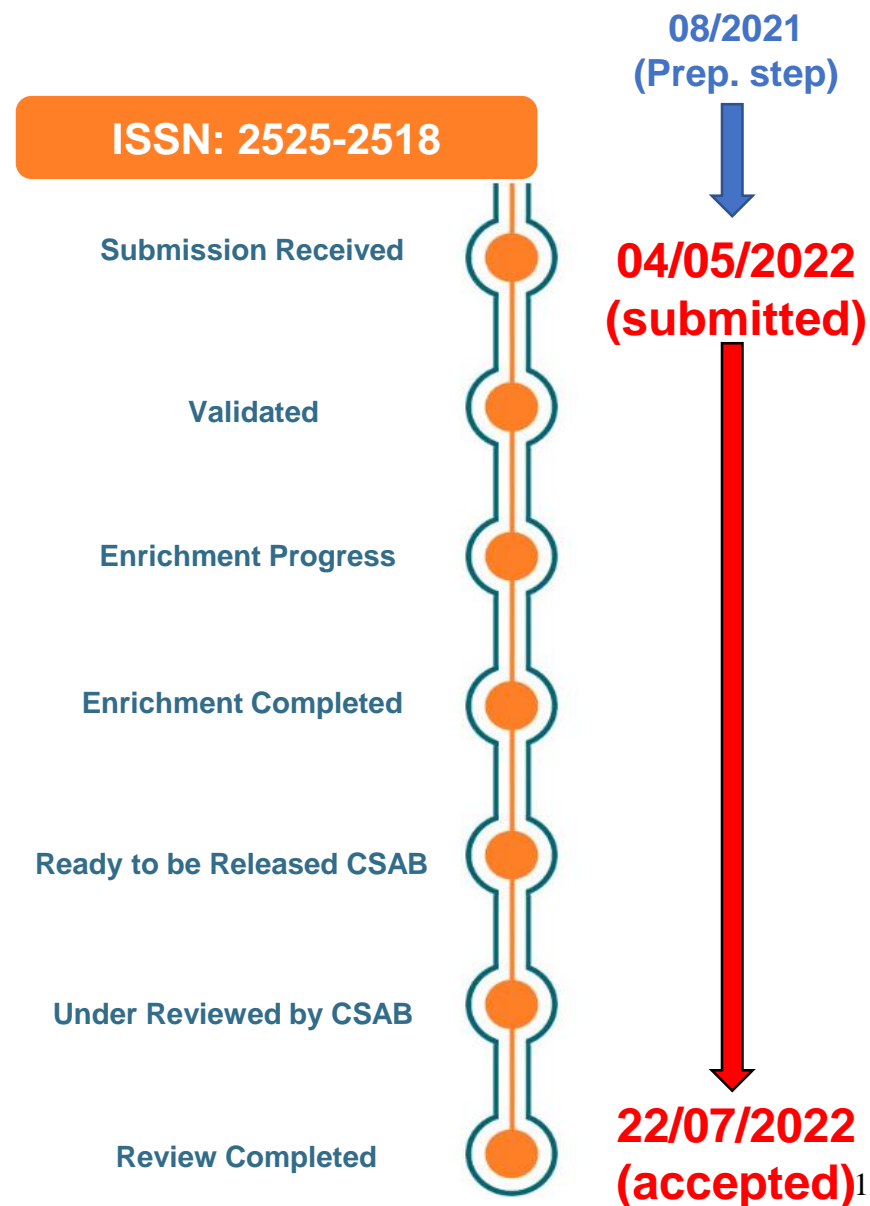 08/2021
(Prep. step)
ISSN: 2525-2518
Submission Received
04/05/2022
(submitted)
Validated
Enrichment Progress
Enrichment Completed
Ready to be Released CSAB
Under Reviewed by CSAB
Review Completed
22/07/2022
(accepted)
1